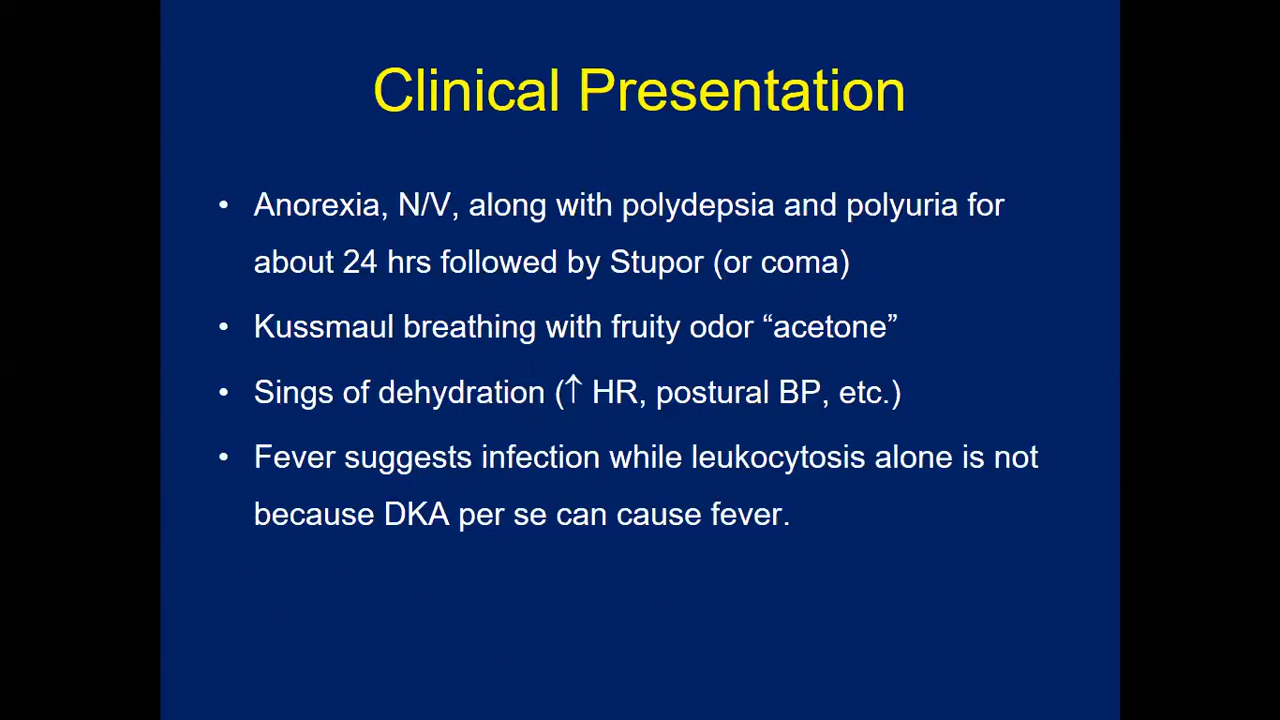 Clinical Presentation
• Anorexia, N/V, along with polydepsia and polyuria for
about 24 hrs followed by Stupor (or coma)
• Kussmaul breathing with fruity odor “acetone”
• Sings of dehydration (↑ HR, postural BP, etc.)
• Fever suggests infection while leukocytosis alone is not
because DKA per se can cause fever.